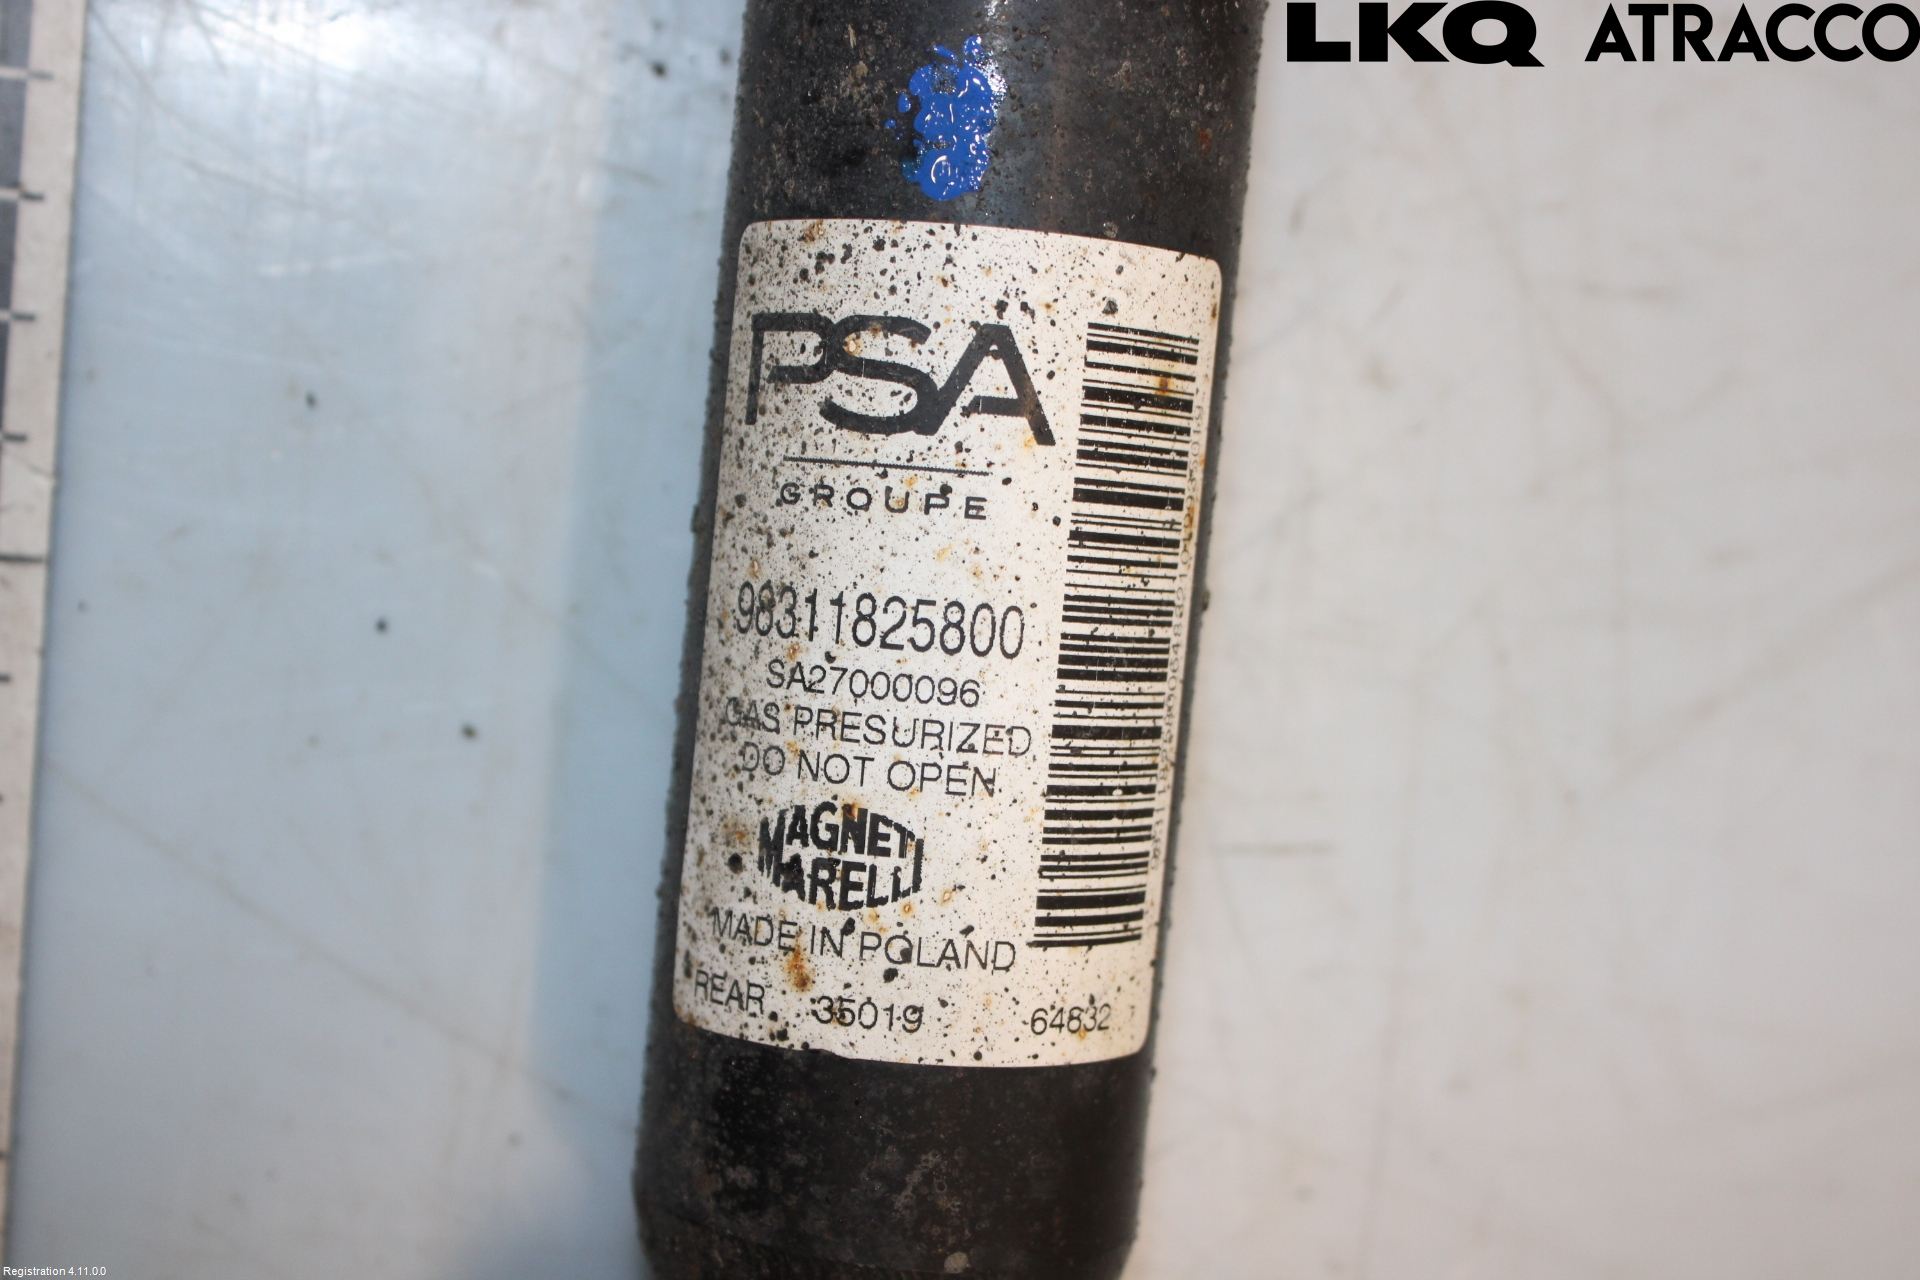 LKQ ATRACCO
PSA
GROUPE
98311825800
SA27000096
GAS PRESURIZED
DO NOT OPEN
MAGNETI
MARELLI
MADE IN POLAND
REAR 35019 64832
Registration 4.11.0.0